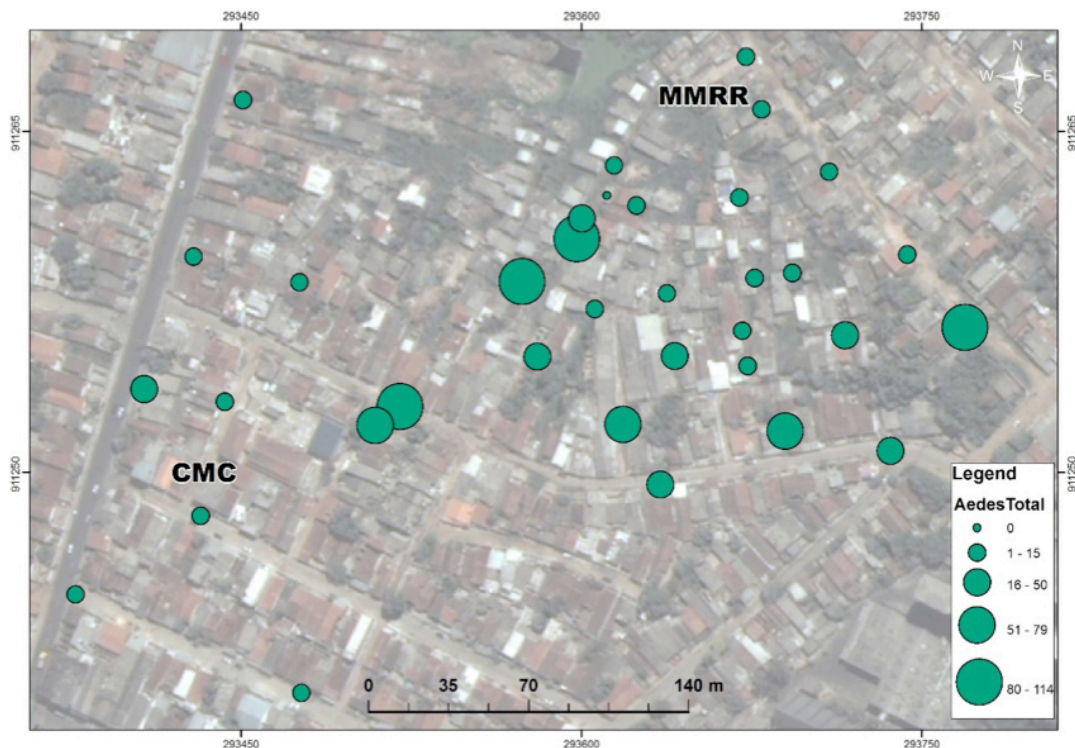 293450 293600 293750
N
W E
S
MMRR
911265 911265
CMC
911250 911250
Legend
AedesTotal
0
1 - 15
16 - 50
51 - 79
80 - 114
0 35 70 140 m
293450 293600 293750